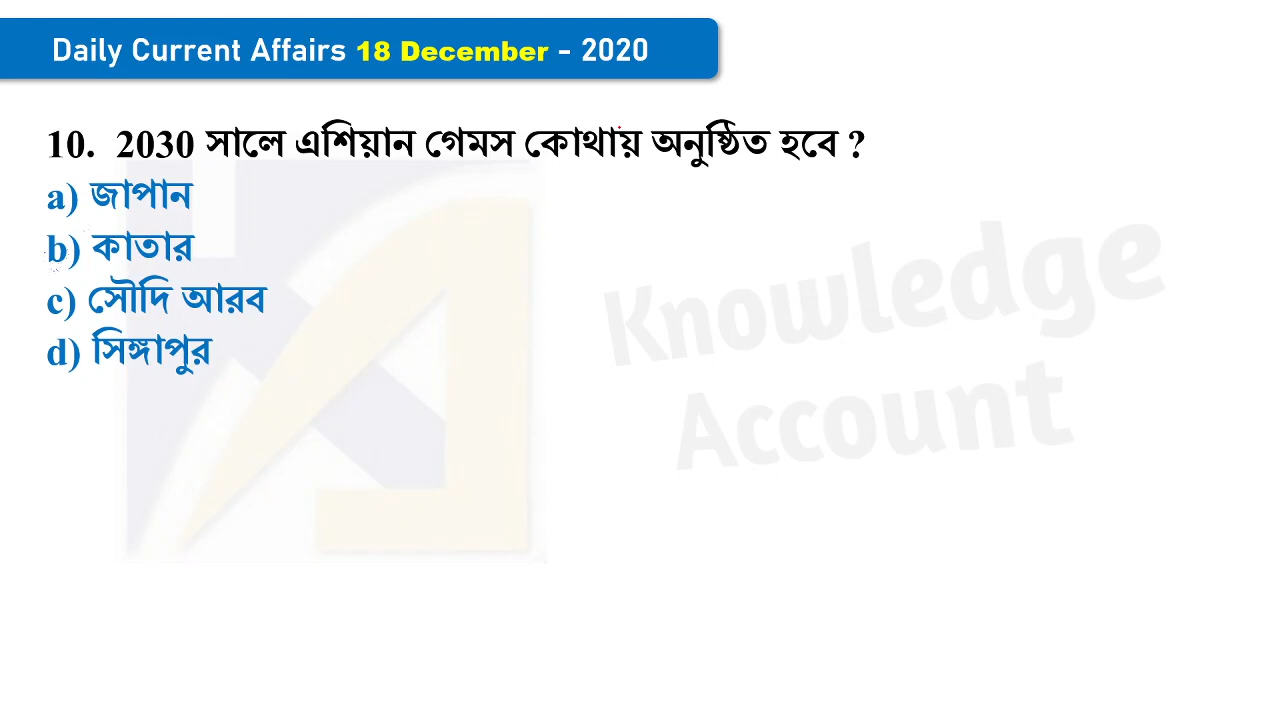 Daily Current Affairs 18 December - 2020
10. 2030 সালে এশিয়ান গেমস কোথায় অনুষ্ঠিত হবে ?
a) জাপান
b) কাতার
c) সৌদি আরব
d) সিঙ্গাপুর
Knowledge
Account